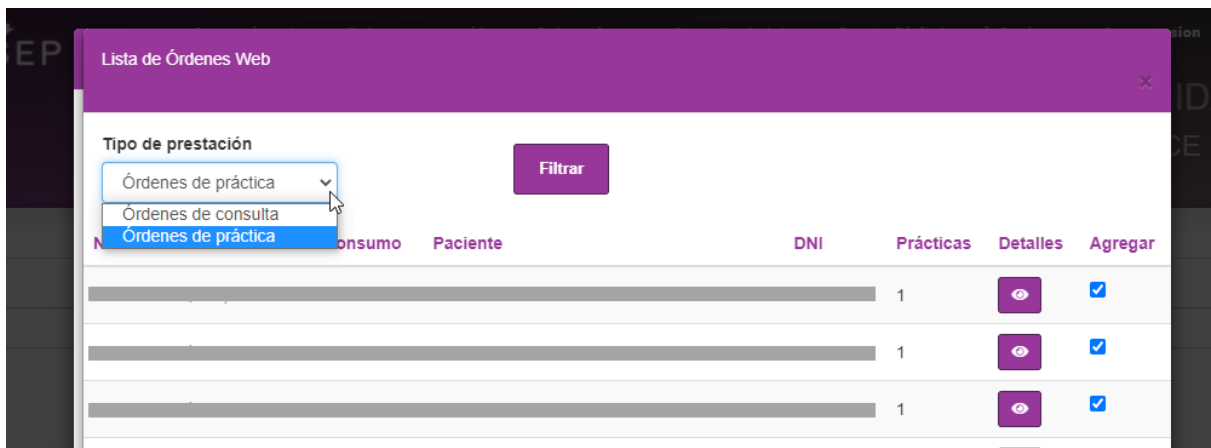 Lista de Órdenes Web
×
Tipo de prestación
Órdenes de práctica
Filtrar
Órdenes de consulta
Órdenes de práctica
Paciente DNI Prácticas Detalles Agregar
1
1
1